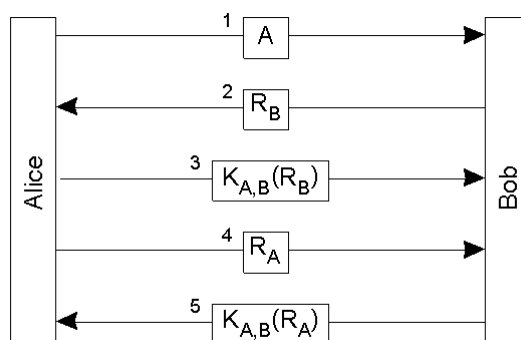 1 A
2 R_B
3 K_A,B(R_B)
4 R_A
5 K_A,B(R_A)
Alice
Bob